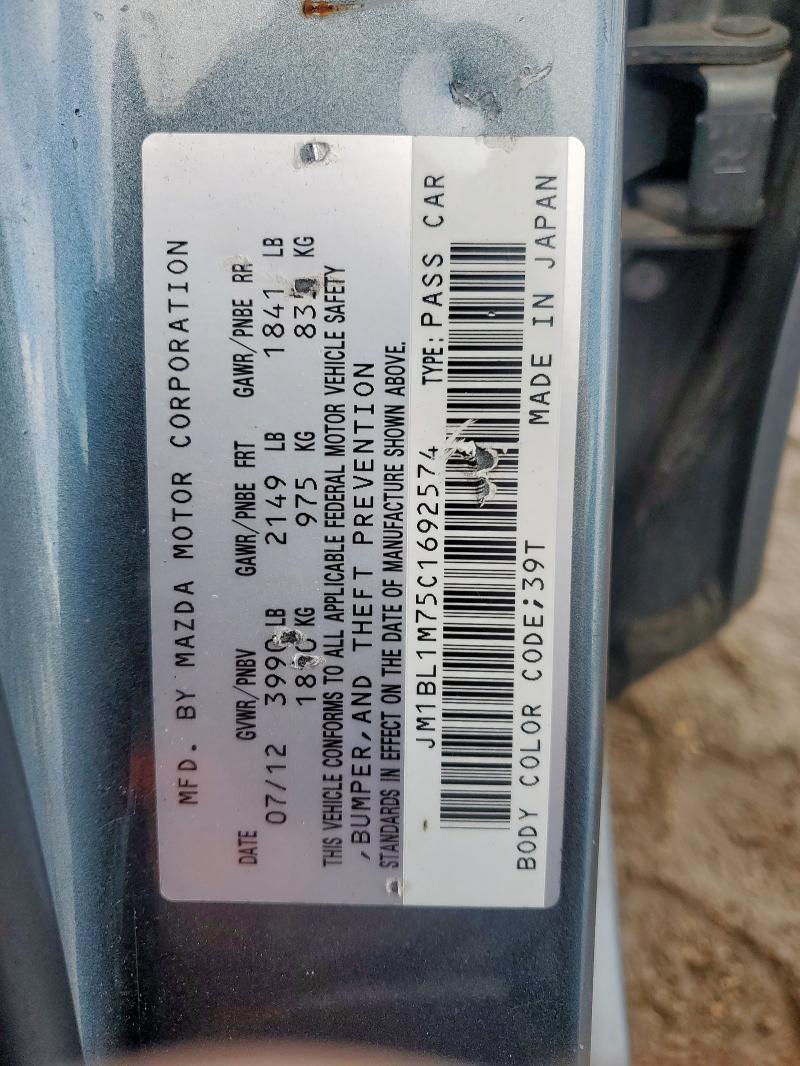 MFD. BY MAZDA MOTOR CORPORATION
DATE GVWR/PNBV GAWR/PNBE FRT GAWR/PNBE RR
07/12 LB 2149 LB 1841 LB
KG 975 KG KG
THIS VEHICLE CONFORMS TO ALL APPLICABLE FEDERAL MOTOR VEHICLE SAFETY
,BUMPER,AND THEFT PREVENTION
STANDARDS IN EFFECT ON THE DATE OF MANUFACTURE SHOWN ABOVE.
JM1BL1M75C1692574 TYPE:PASS CAR
BODY COLOR CODE;39T MADE IN JAPAN